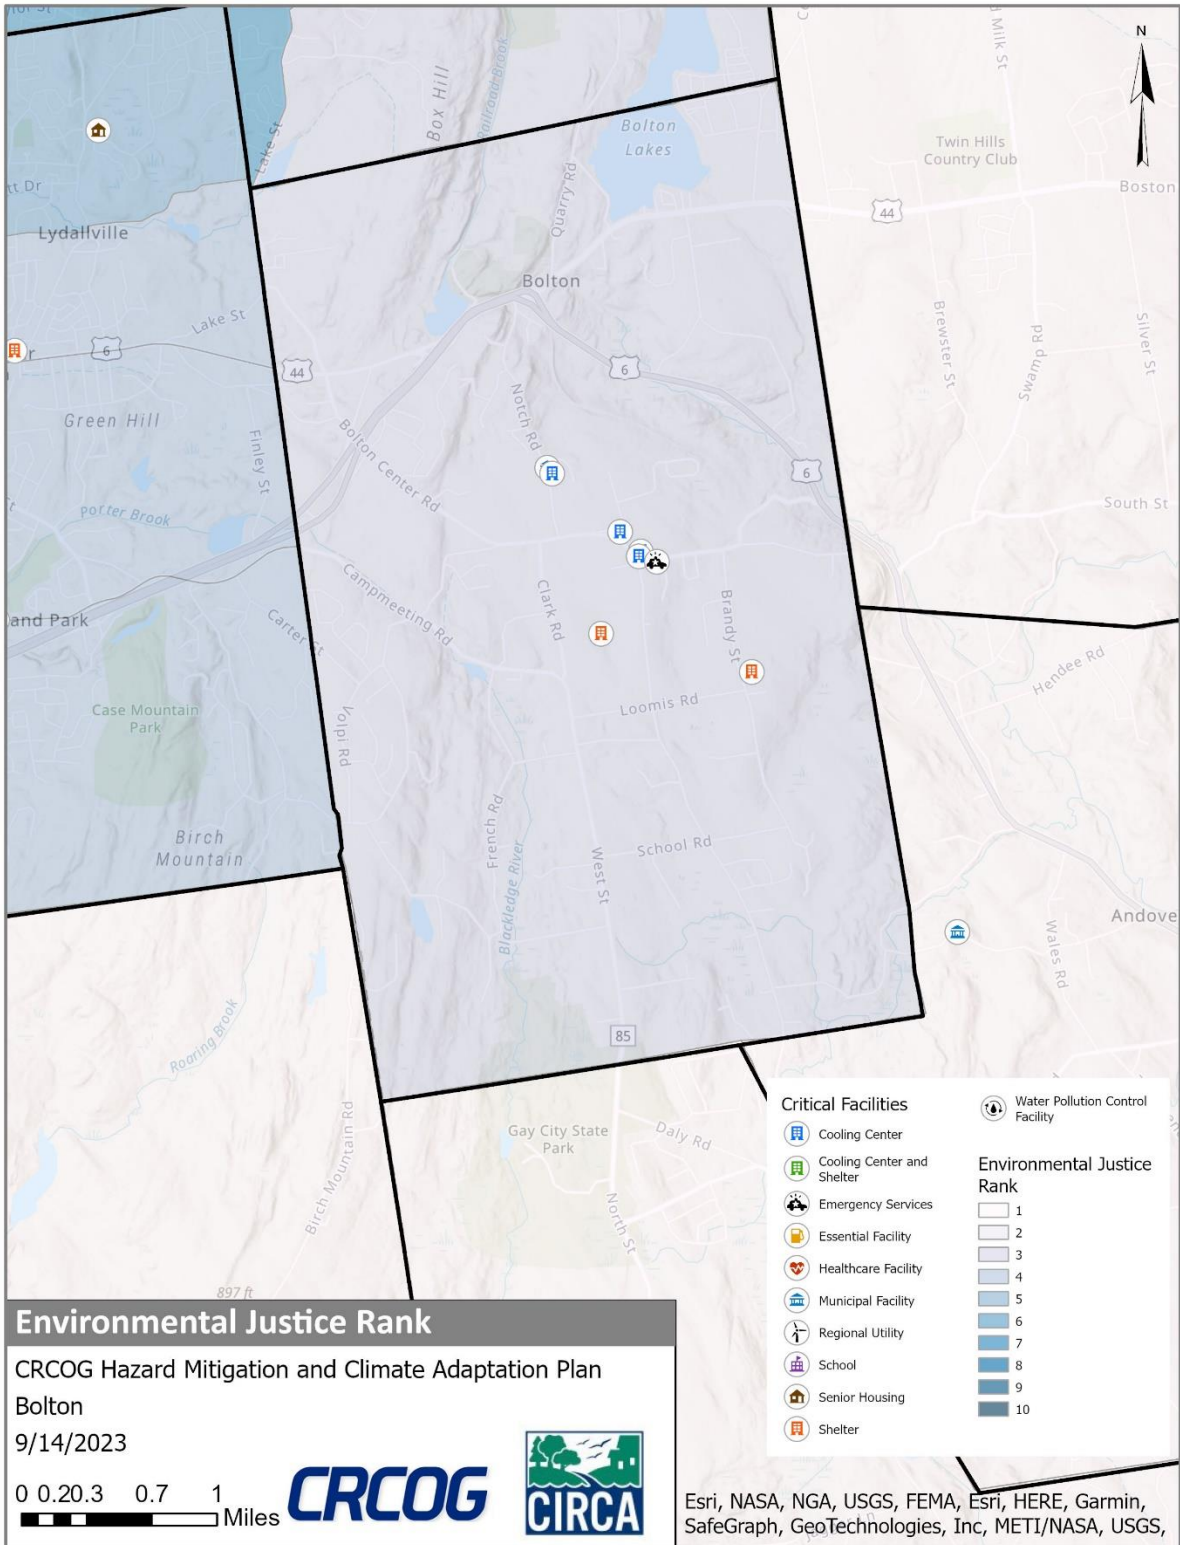 N
Box Hill
Railroad Brook
Milk St
Bolton
Lakes
Twin Hills
Country Club
Lake St
tt Dr
Quarry Rd
Boston
44
Lydallville
Bolton
Lake St
6
r
44
6
Brewster St
Swamp Rd
Silver St
Green Hill
Notch Rd
Finley St
Bolton Center Rd
6
South St
Potter Brook
Campmeeting Rd
Clark Rd
Brandy St
and Park
Carter St
Hendee Rd
Case Mountain
Park
Volpi Rd
Loomis Rd
Birch
Mountain
French Rd
School Rd
West St
Blackledge River
Andove
Wales Rd
Roaring Brook
85
Gay City State
Park
Daly Rd
Birch Mountain Rd
North St
897 ft
Critical Facilities
Cooling Center
Cooling Center and
Shelter
Emergency Services
Essential Facility
Healthcare Facility
Municipal Facility
Regional Utility
School
Senior Housing
Shelter
Water Pollution Control
Facility
Environmental Justice
Rank
1
2
3
4
5
6
7
8
9
10
Environmental Justice Rank
CRCOG Hazard Mitigation and Climate Adaptation Plan
Bolton
9/14/2023
0 0.20.3 0.7 1
Miles
CRCOG
CIRCA
Esri, NASA, NGA, USGS, FEMA, Esri, HERE, Garmin,
SafeGraph, GeoTechnologies, Inc, METI/NASA, USGS,